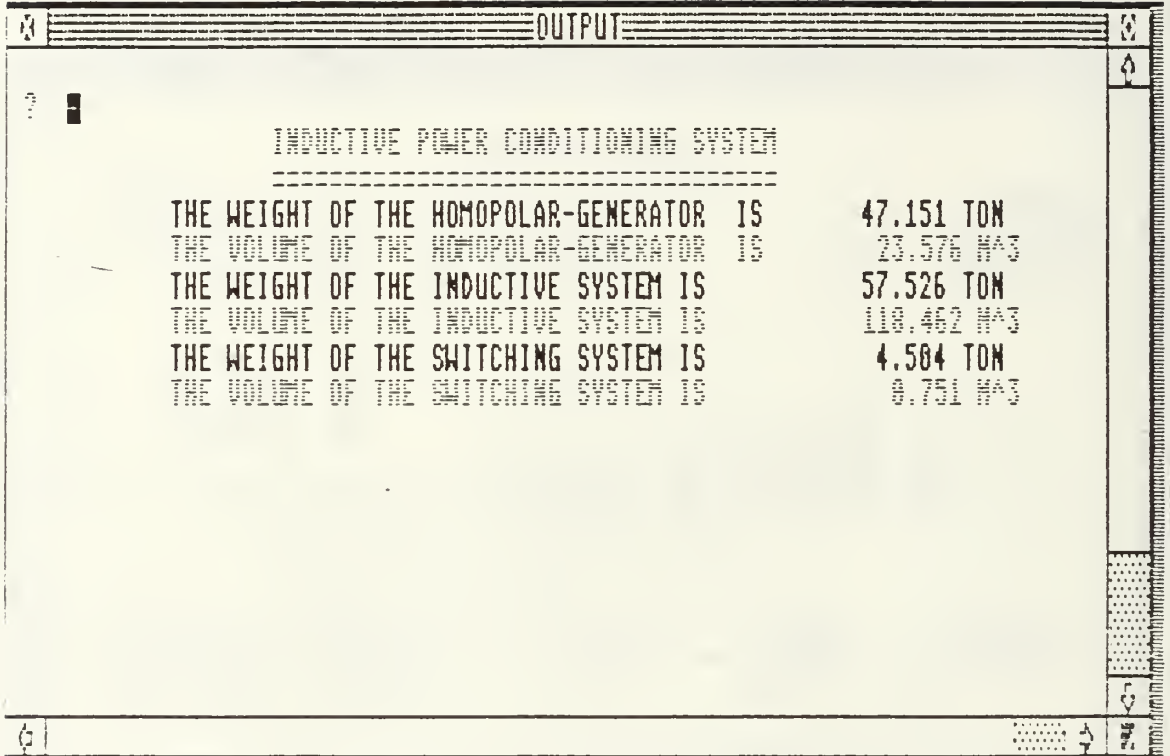 OUTPUT
?
INDUCTIVE POWER CONDITIONING SYSTEM
===================================
THE WEIGHT OF THE HOMOPOLAR-GENERATOR IS 47.151 TON
THE VOLUME OF THE HOMOPOLAR-GENERATOR IS 23.576 M^3
THE WEIGHT OF THE INDUCTIVE SYSTEM IS 57.526 TON
THE VOLUME OF THE INDUCTIVE SYSTEM IS 118.462 M^3
THE WEIGHT OF THE SWITCHING SYSTEM IS 4.504 TON
THE VOLUME OF THE SWITCHING SYSTEM IS 0.751 M^3